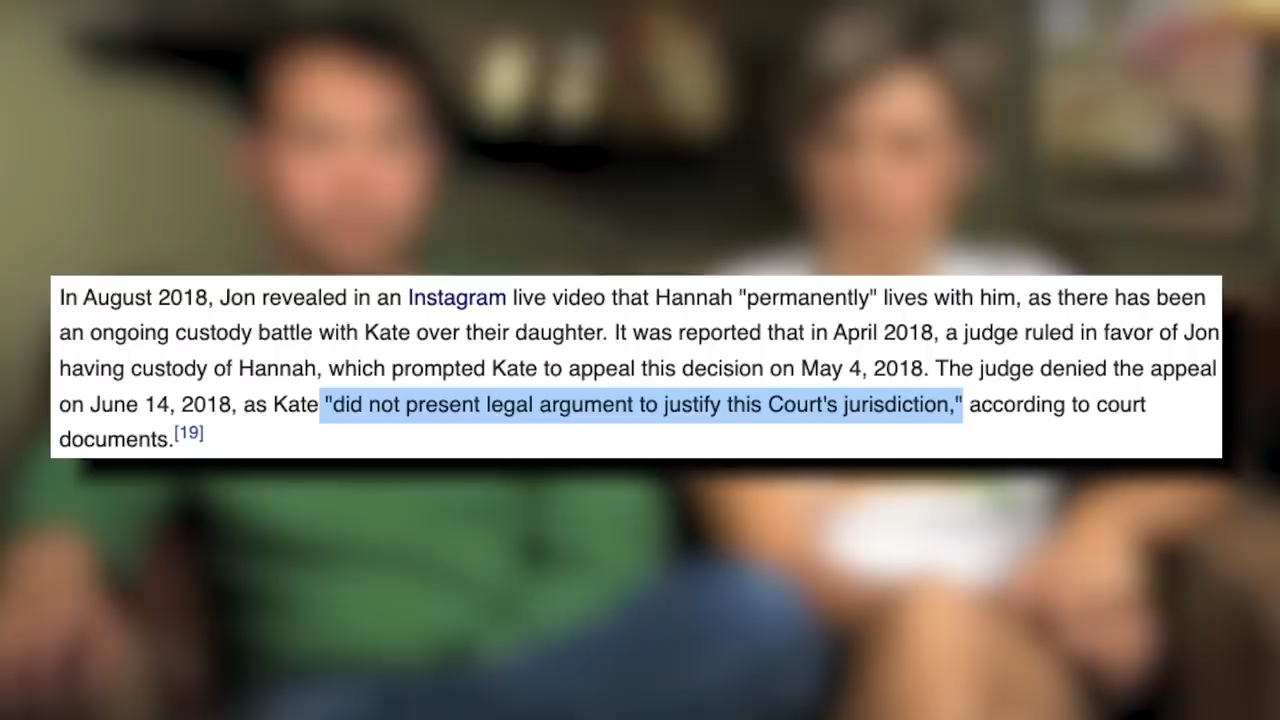 In August 2018, Jon revealed in an Instagram live video that Hannah "permanently" lives with him, as there has been
an ongoing custody battle with Kate over their daughter. It was reported that in April 2018, a judge ruled in favor of Jon
having custody of Hannah, which prompted Kate to appeal this decision on May 4, 2018. The judge denied the appeal
on June 14, 2018, as Kate "did not present legal argument to justify this Court's jurisdiction," according to court
documents.[19]